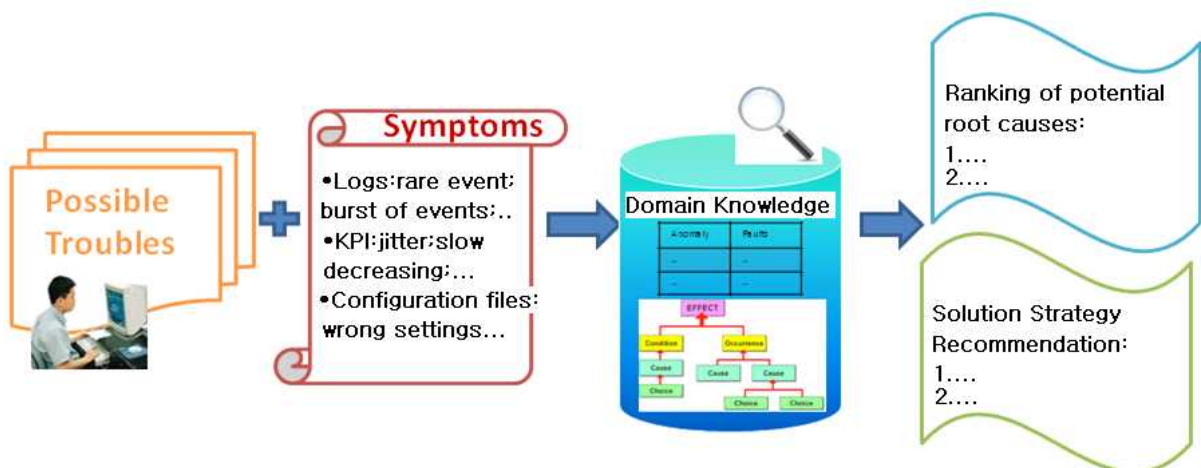 Possible
Troubles
Symptoms
•Logs:rare event;
burst of events;..
•KPI:jitter;slow
decreasing;...
•Configuration files:
wrong settings...
Domain Knowledge
Anomaly Faults
... ...
... ...
EFFECT
Condition Occurrence
Cause Cause Cause
Choice Choice Choice
Ranking of potential
root causes:
1....
2....
Solution Strategy
Recommendation:
1....
2....